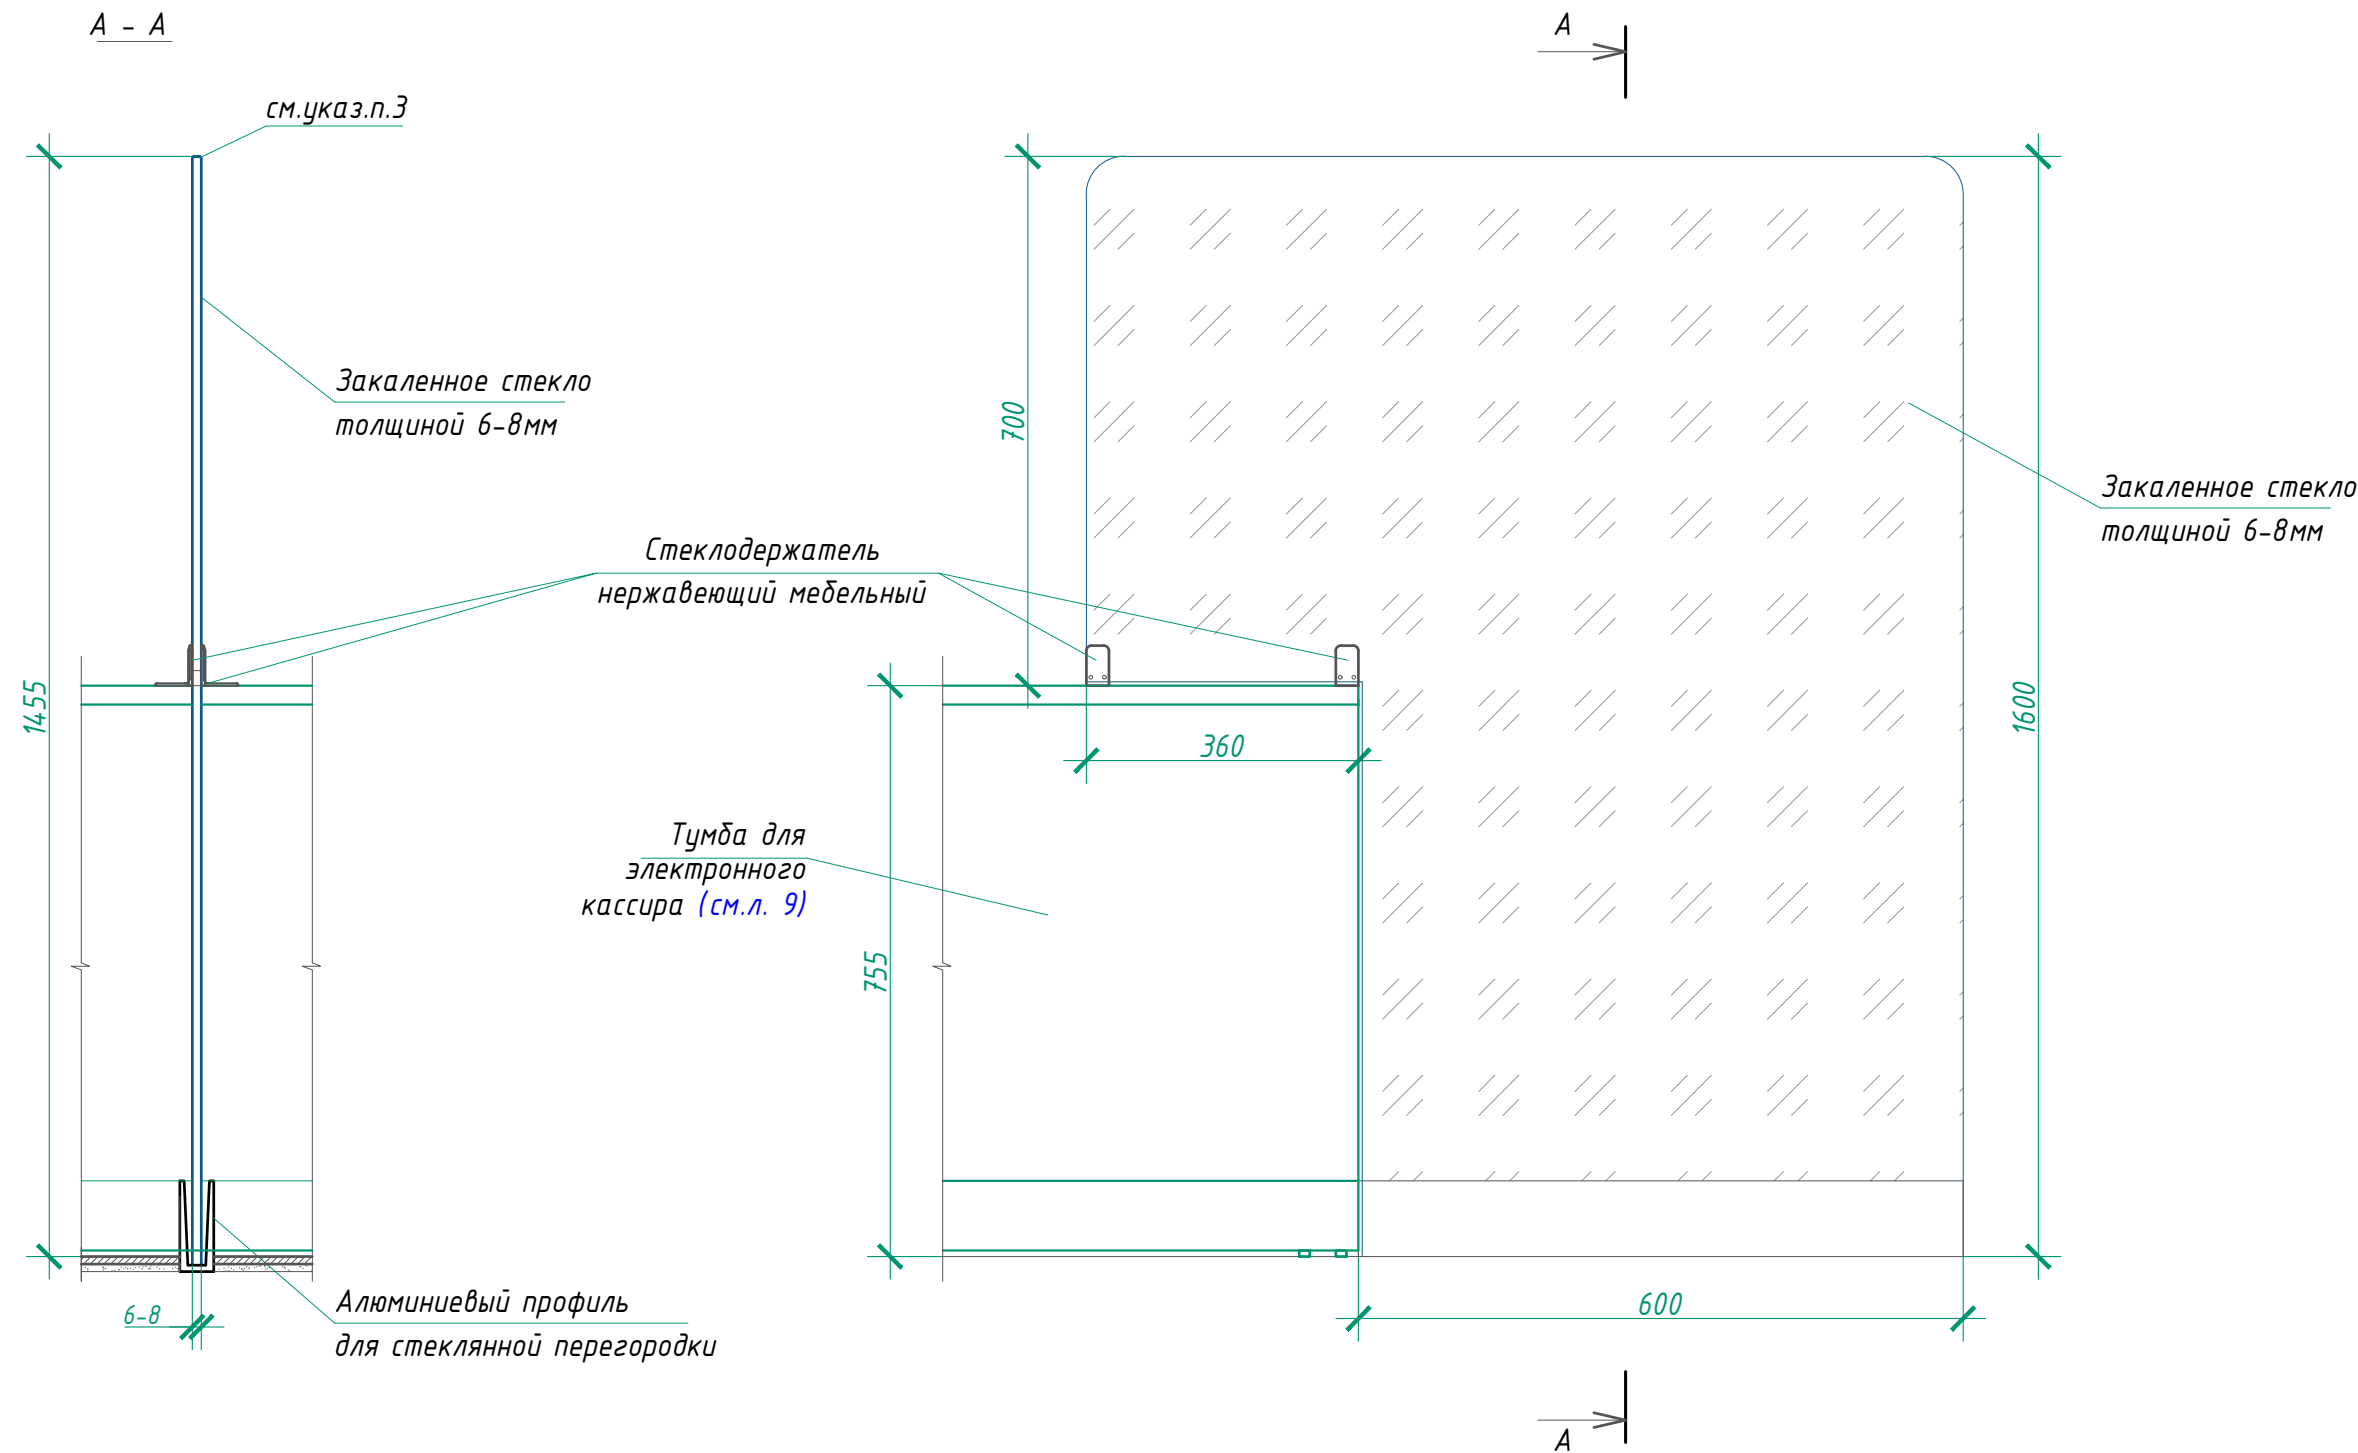 А - А
А
см.указ.п.3
Закаленное стекло
толщиной 6-8мм
700
Закаленное стекло
толщиной 6-8мм
Стеклодержатель
нержавеющий мебельный
1455
1600
360
Тумба для
электронного
кассира (см.л. 9)
755
6-8
Алюминиевый профиль
для стеклянной перегородки
600
А